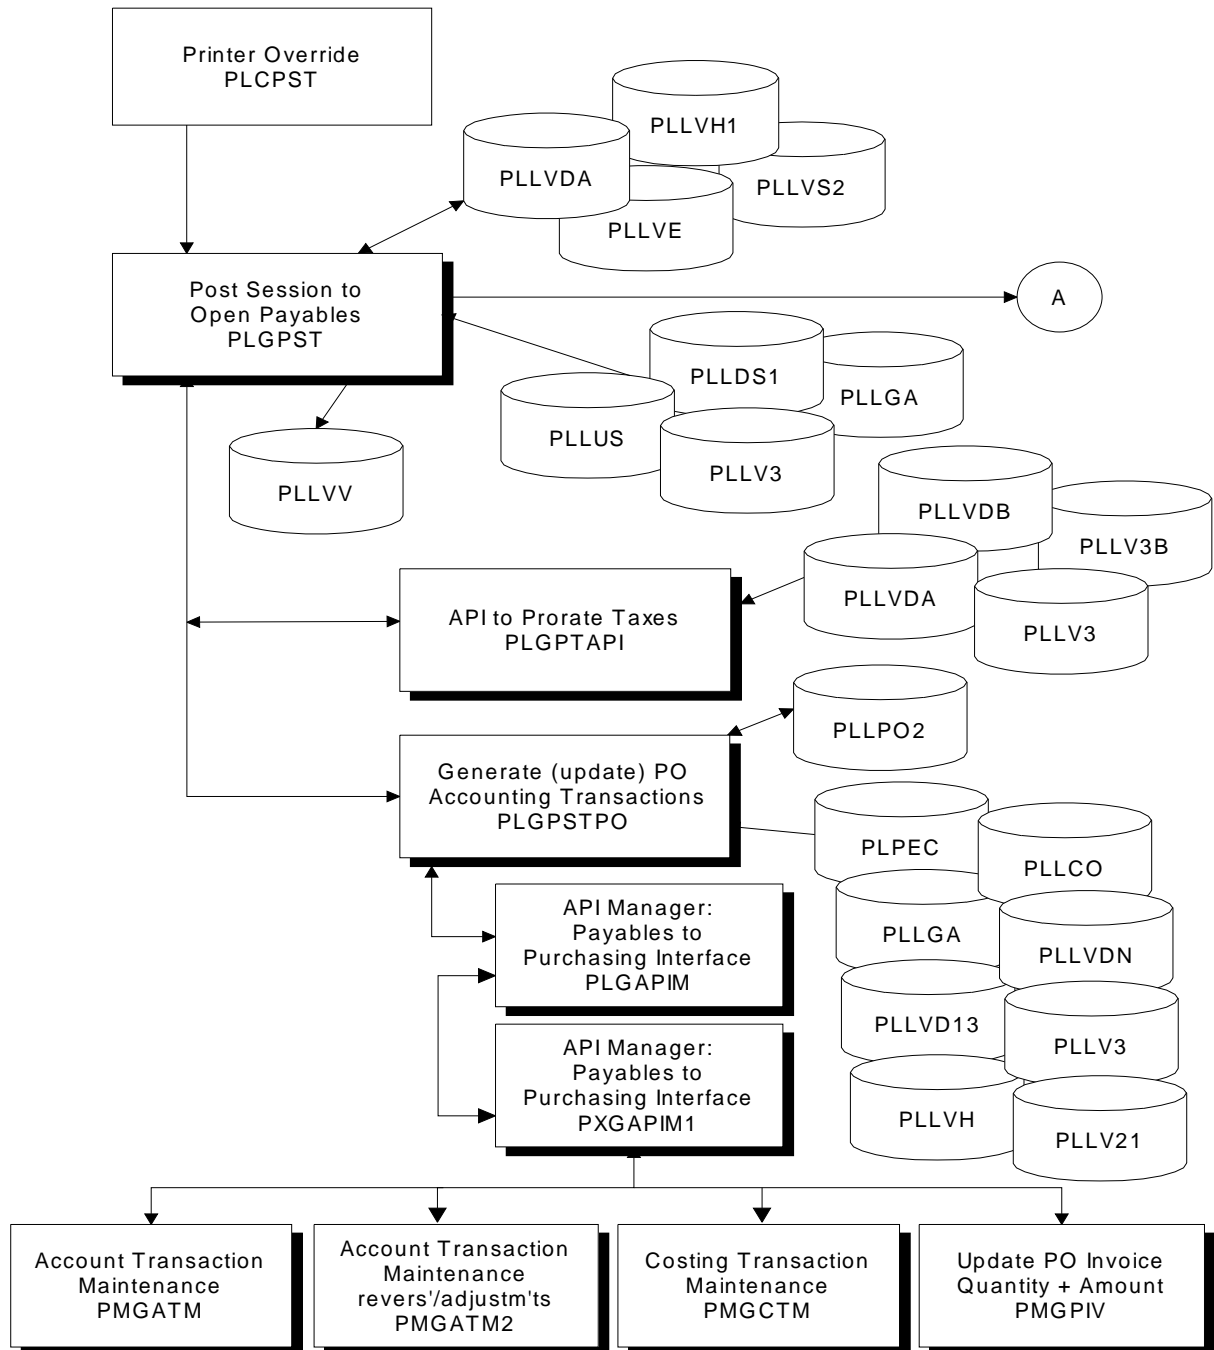 Printer Override
PLCPST
PLLVH1
PLLVDA
PLLVS2
PLLVE
Post Session to
Open Payables
PLGPST
A
PLLDS1
PLLGA
PLLUS
PLLV3
PLLVV
PLLVDB
PLLV3B
PLLVDA
PLLV3
API to Prorate Taxes
PLGPTAPI
PLLPO2
Generate (update) PO
Accounting Transactions
PLGPSTPO
PLPEC
PLLCO
PLLGA
PLLVDN
PLLVD13
PLLV3
PLLVH
PLLV21
API Manager:
Payables to
Purchasing Interface
PLGAPIM
API Manager:
Payables to
Purchasing Interface
PXGAPIM1
Account Transaction
Maintenance
PMGATM
Account Transaction
Maintenance
revers'/adjustm'ts
PMGATM2
Costing Transaction
Maintenance
PMGCTM
Update PO Invoice
Quantity + Amount
PMGPIV